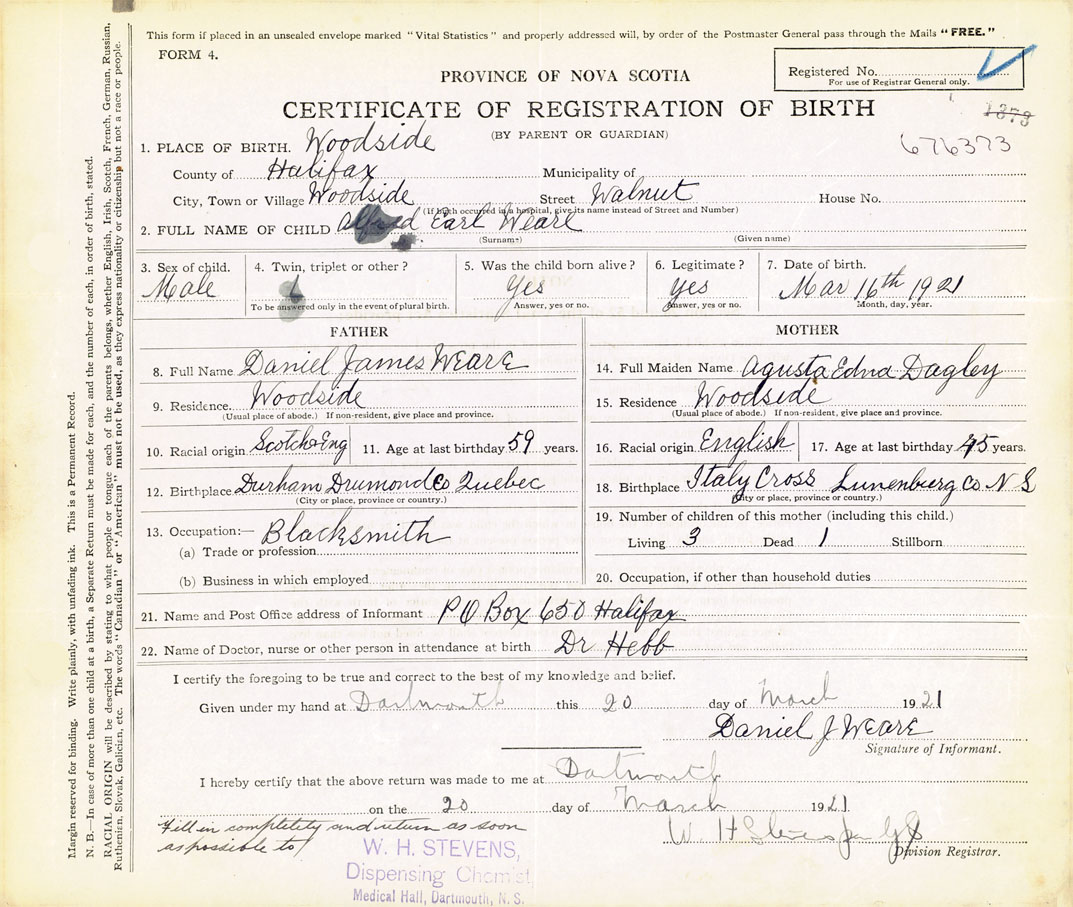 This form if placed in an unsealed envelope marked "Vital Statistics" and properly addressed will, by order of the Postmaster General pass through the Mails "FREE."
FORM 4.
PROVINCE OF NOVA SCOTIA
Registered No.
For use of Registrar General only.
CERTIFICATE OF REGISTRATION OF BIRTH
1373
(BY PARENT OR GUARDIAN)
676373
1. PLACE OF BIRTH. Woodside
County of Halifax Municipality of
City, Town or Village Woodside Street Walnut House No.
(If birth occurred in a hospital, give its name instead of Street and Number)
2. FULL NAME OF CHILD Alfred Earl Weare
(Surname) (Given name)
3. Sex of child. 4. Twin, triplet or other? 5. Was the child born alive? 6. Legitimate? 7. Date of birth.
Male Yes Yes Mar 16th 1921
To be answered only in the event of plural birth. Answer, yes or no. Answer, yes or no. Month, day, year.
FATHER MOTHER
8. Full Name Daniel James WEARE 14. Full Maiden Name Agusta Edna Dagley
9. Residence Woodside 15. Residence Woodside
(Usual place of abode.) If non-resident, give place and province. (Usual place of abode.) If non-resident, give place and province.
10. Racial origin Scotch & Eng 11. Age at last birthday 59 years. 16. Racial origin English 17. Age at last birthday 45 years.
12. Birthplace Durham Drumond Co Quebec 18. Birthplace Italy Cross Lunenburg Co N S
(City or place, province or country.) (City or place, province or country.)
13. Occupation:— Blacksmith 19. Number of children of this mother (including this child.)
(a) Trade or profession Living 3 Dead 1 Stillborn
(b) Business in which employed 20. Occupation, if other than household duties
21. Name and Post Office address of Informant P O Box 650 Halifax
22. Name of Doctor, nurse or other person in attendance at birth Dr Hebb
I certify the foregoing to be true and correct to the best of my knowledge and belief.
Given under my hand at Dartmouth this 20 day of March 1921
Daniel J WEARE
Signature of Informant.
I hereby certify that the above return was made to me at Dartmouth
on the 20 day of March 1921
Fill in completely and return as soon
as possible to
W. H. Stevens
Division Registrar.
W. H. STEVENS,
Dispensing Chemist
Medical Hall, Dartmouth, N. S.
Margin reserved for binding. Write plainly, with unfading ink. This is a Permanent Record.
N. B.—In case of more than one child at a birth, a Separate Return must be made for each, and the number of each, in order of birth, stated.
RACIAL ORIGIN will be described by stating to what people or tongue each of the parents belongs, whether English, Irish, Scotch, French, German, Russian,
Ruthenian, Slovak, Galician, etc. The words "Canadian" or "American" must not be used, as they express nationality or citizenship but not a race or people.